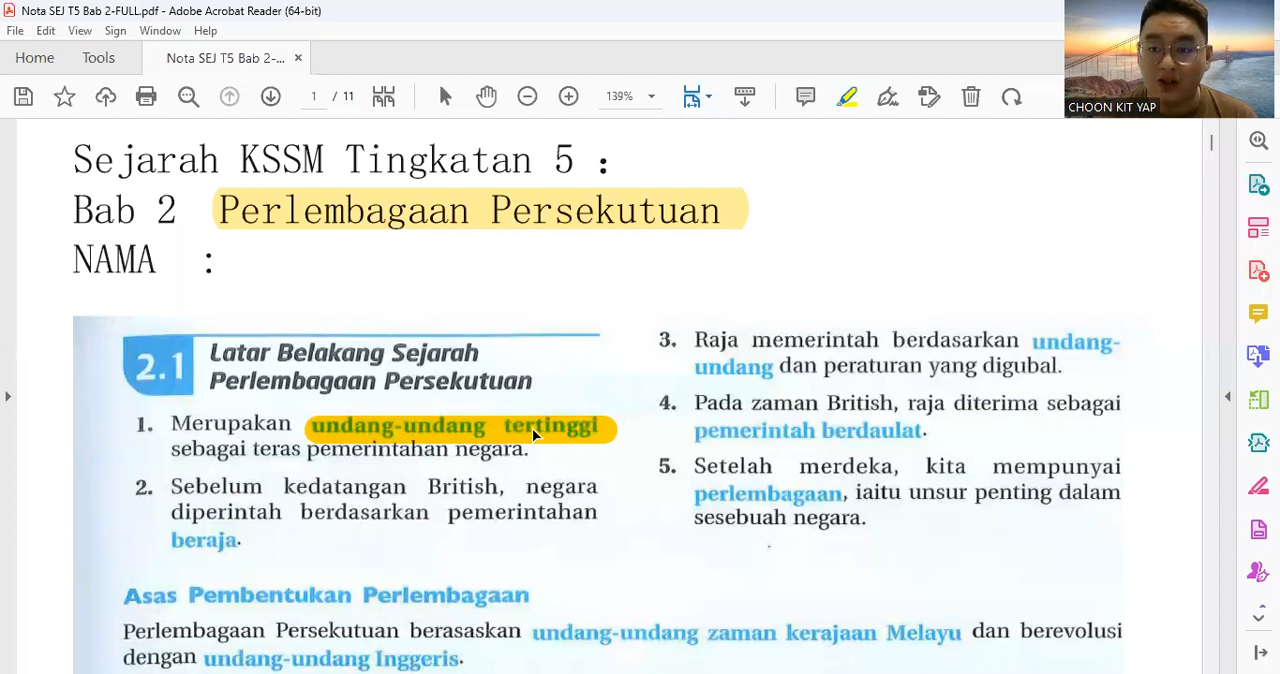 Nota SEJ T5 Bab 2-FULL.pdf - Adobe Acrobat Reader (64-bit)
File Edit View Sign Window Help
Home Tools Nota SEJ T5 Bab 2-... ×
1 / 11 139%
CHOON KIT YAP
Sejarah KSSM Tingkatan 5 :
Bab 2 Perlembagaan Persekutuan
NAMA :
2.1 Latar Belakang Sejarah
Perlembagaan Persekutuan
1. Merupakan undang-undang tertinggi
sebagai teras pemerintahan negara.
2. Sebelum kedatangan British, negara
diperintah berdasarkan pemerintahan
beraja.
3. Raja memerintah berdasarkan undang-
undang dan peraturan yang digubal.
4. Pada zaman British, raja diterima sebagai
pemerintah berdaulat.
5. Setelah merdeka, kita mempunyai
perlembagaan, iaitu unsur penting dalam
sesebuah negara.
Asas Pembentukan Perlembagaan
Perlembagaan Persekutuan berasaskan undang-undang zaman kerajaan Melayu dan berevolusi
dengan undang-undang Inggeris.